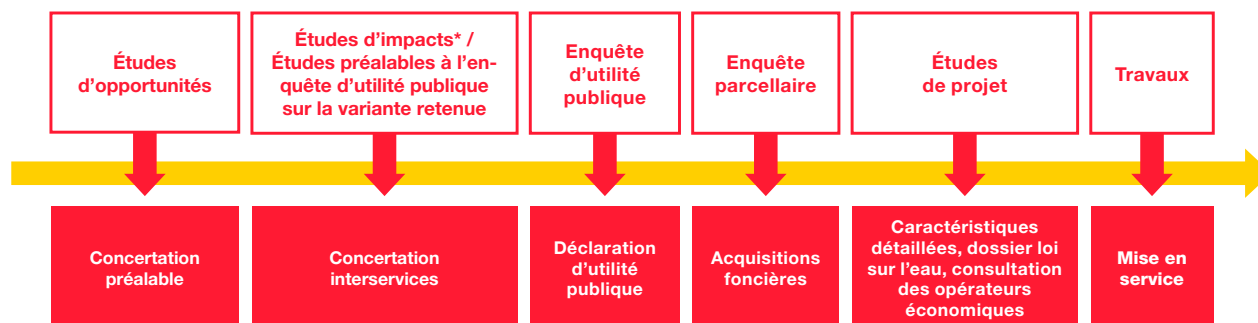 Études
d'opportunités
Études d'impacts* /
Études préalables à l'en-
quête d'utilité publique
sur la variante retenue
Enquête
d'utilité
publique
Enquête
parcellaire
Études
de projet
Travaux
Concertation
préalable
Concertation
interservices
Déclaration
d'utilité
publique
Acquisitions
foncières
Caractéristiques
détaillées, dossier loi
sur l'eau, consultation
des opérateurs
économiques
Mise en
service